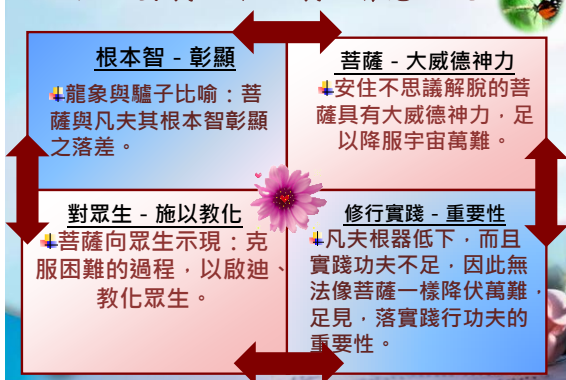 根本智 - 彰顯
龍象與驢子比喻：菩
薩與凡夫其根本智彰顯
之落差。
菩薩 - 大威德神力
安住不思議解脫的菩
薩具有大威德神力，足
以降服宇宙萬難。
對眾生 - 施以教化
菩薩向眾生示現：克
服困難的過程，以啟迪、
教化眾生。
修行實踐 - 重要性
凡夫根器低下，而且
實踐功夫不足，因此無
法像菩薩一樣降伏萬難，
足見，落實踐行功夫的
重要性。